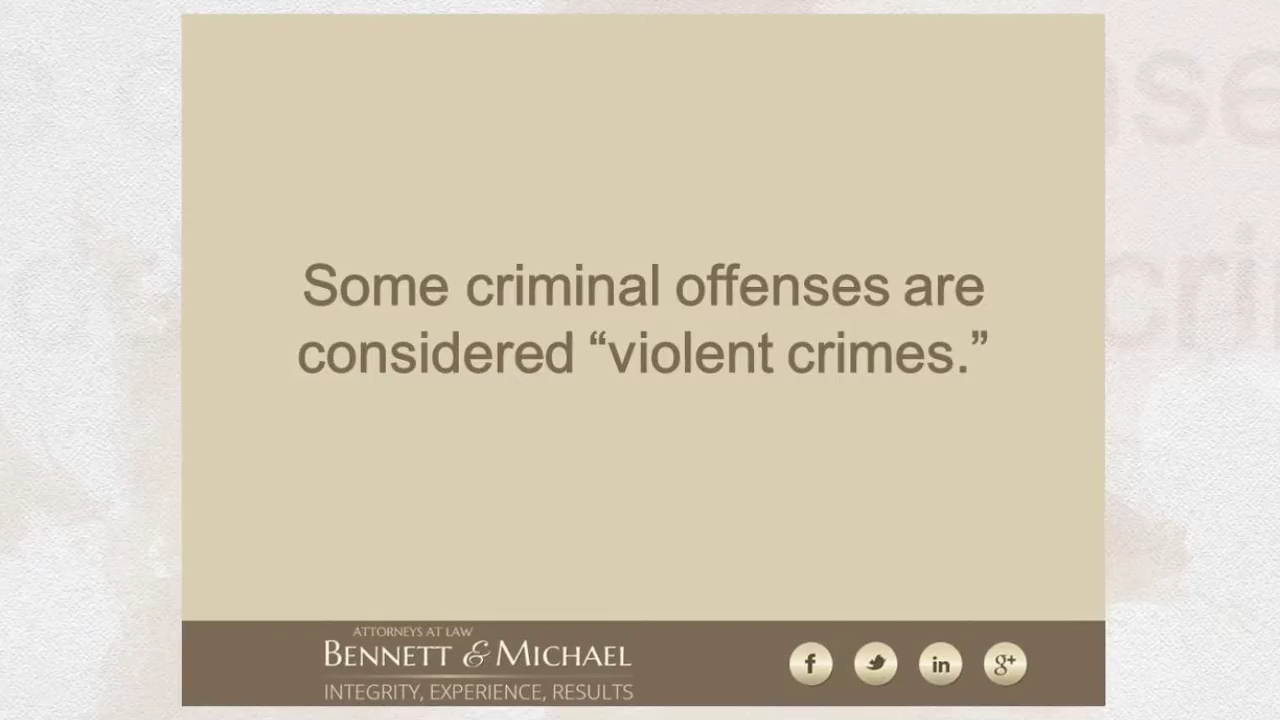 Some criminal offenses are
considered “violent crimes.”
ATTORNEYS AT LAW
BENNETT & MICHAEL
INTEGRITY, EXPERIENCE, RESULTS
f
in
g+